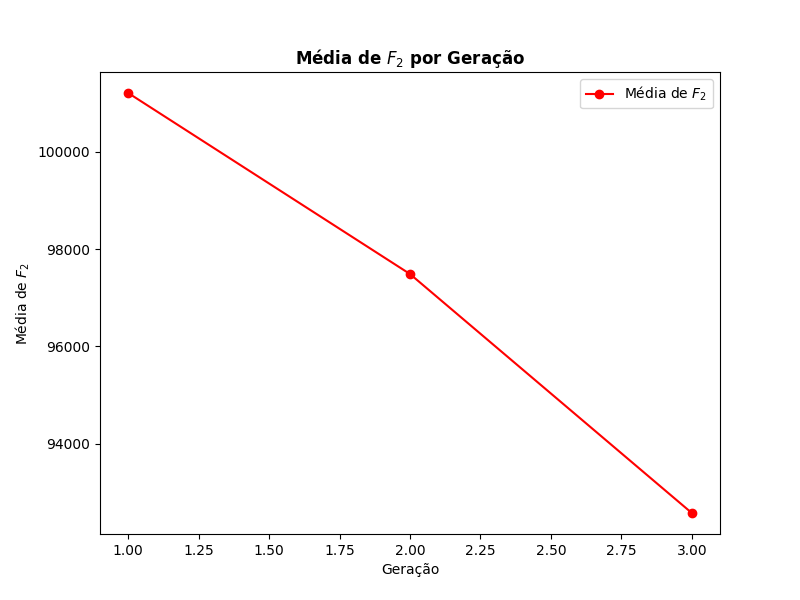 Média de F₂ por Geração
Média de F₂
100000
98000
96000
94000
Média de F₂
1.00 1.25 1.50 1.75 2.00 2.25 2.50 2.75 3.00
Geração